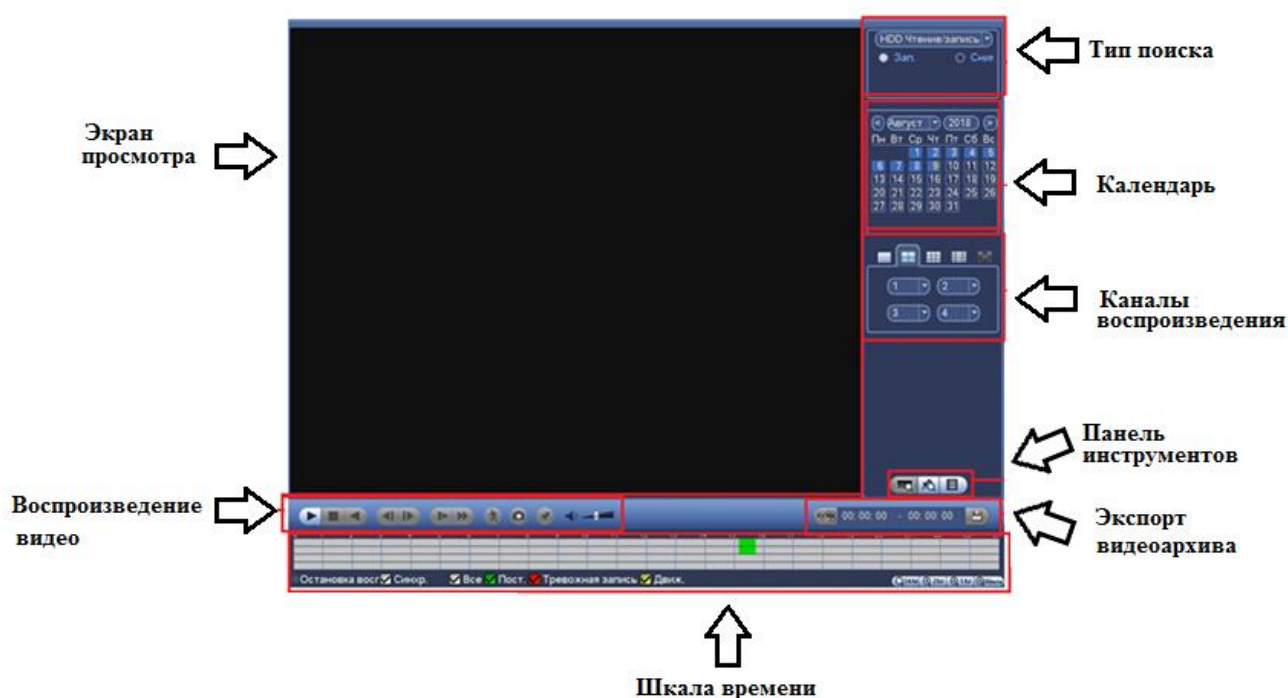 HDD Чтение/запись
Зап.
Тип поиска
Экран
просмотра
Август 2018
Пн Вт Ср Чт Пт Сб Вс
1 2 3 4 5
6 7 8 9 10 11 12
13 14 15 16 17 18 19
20 21 22 23 24 25 26
27 28 29 30 31
Календарь
1 2
3 4
Каналы
воспроизведения
Панель
инструментов
Воспроизведение
видео
00:00:00 - 00:00:00
Экспорт
видеоархива
Остановка восг Синхр. Все Пост. Тревожная запись Движ.
Шкала времени